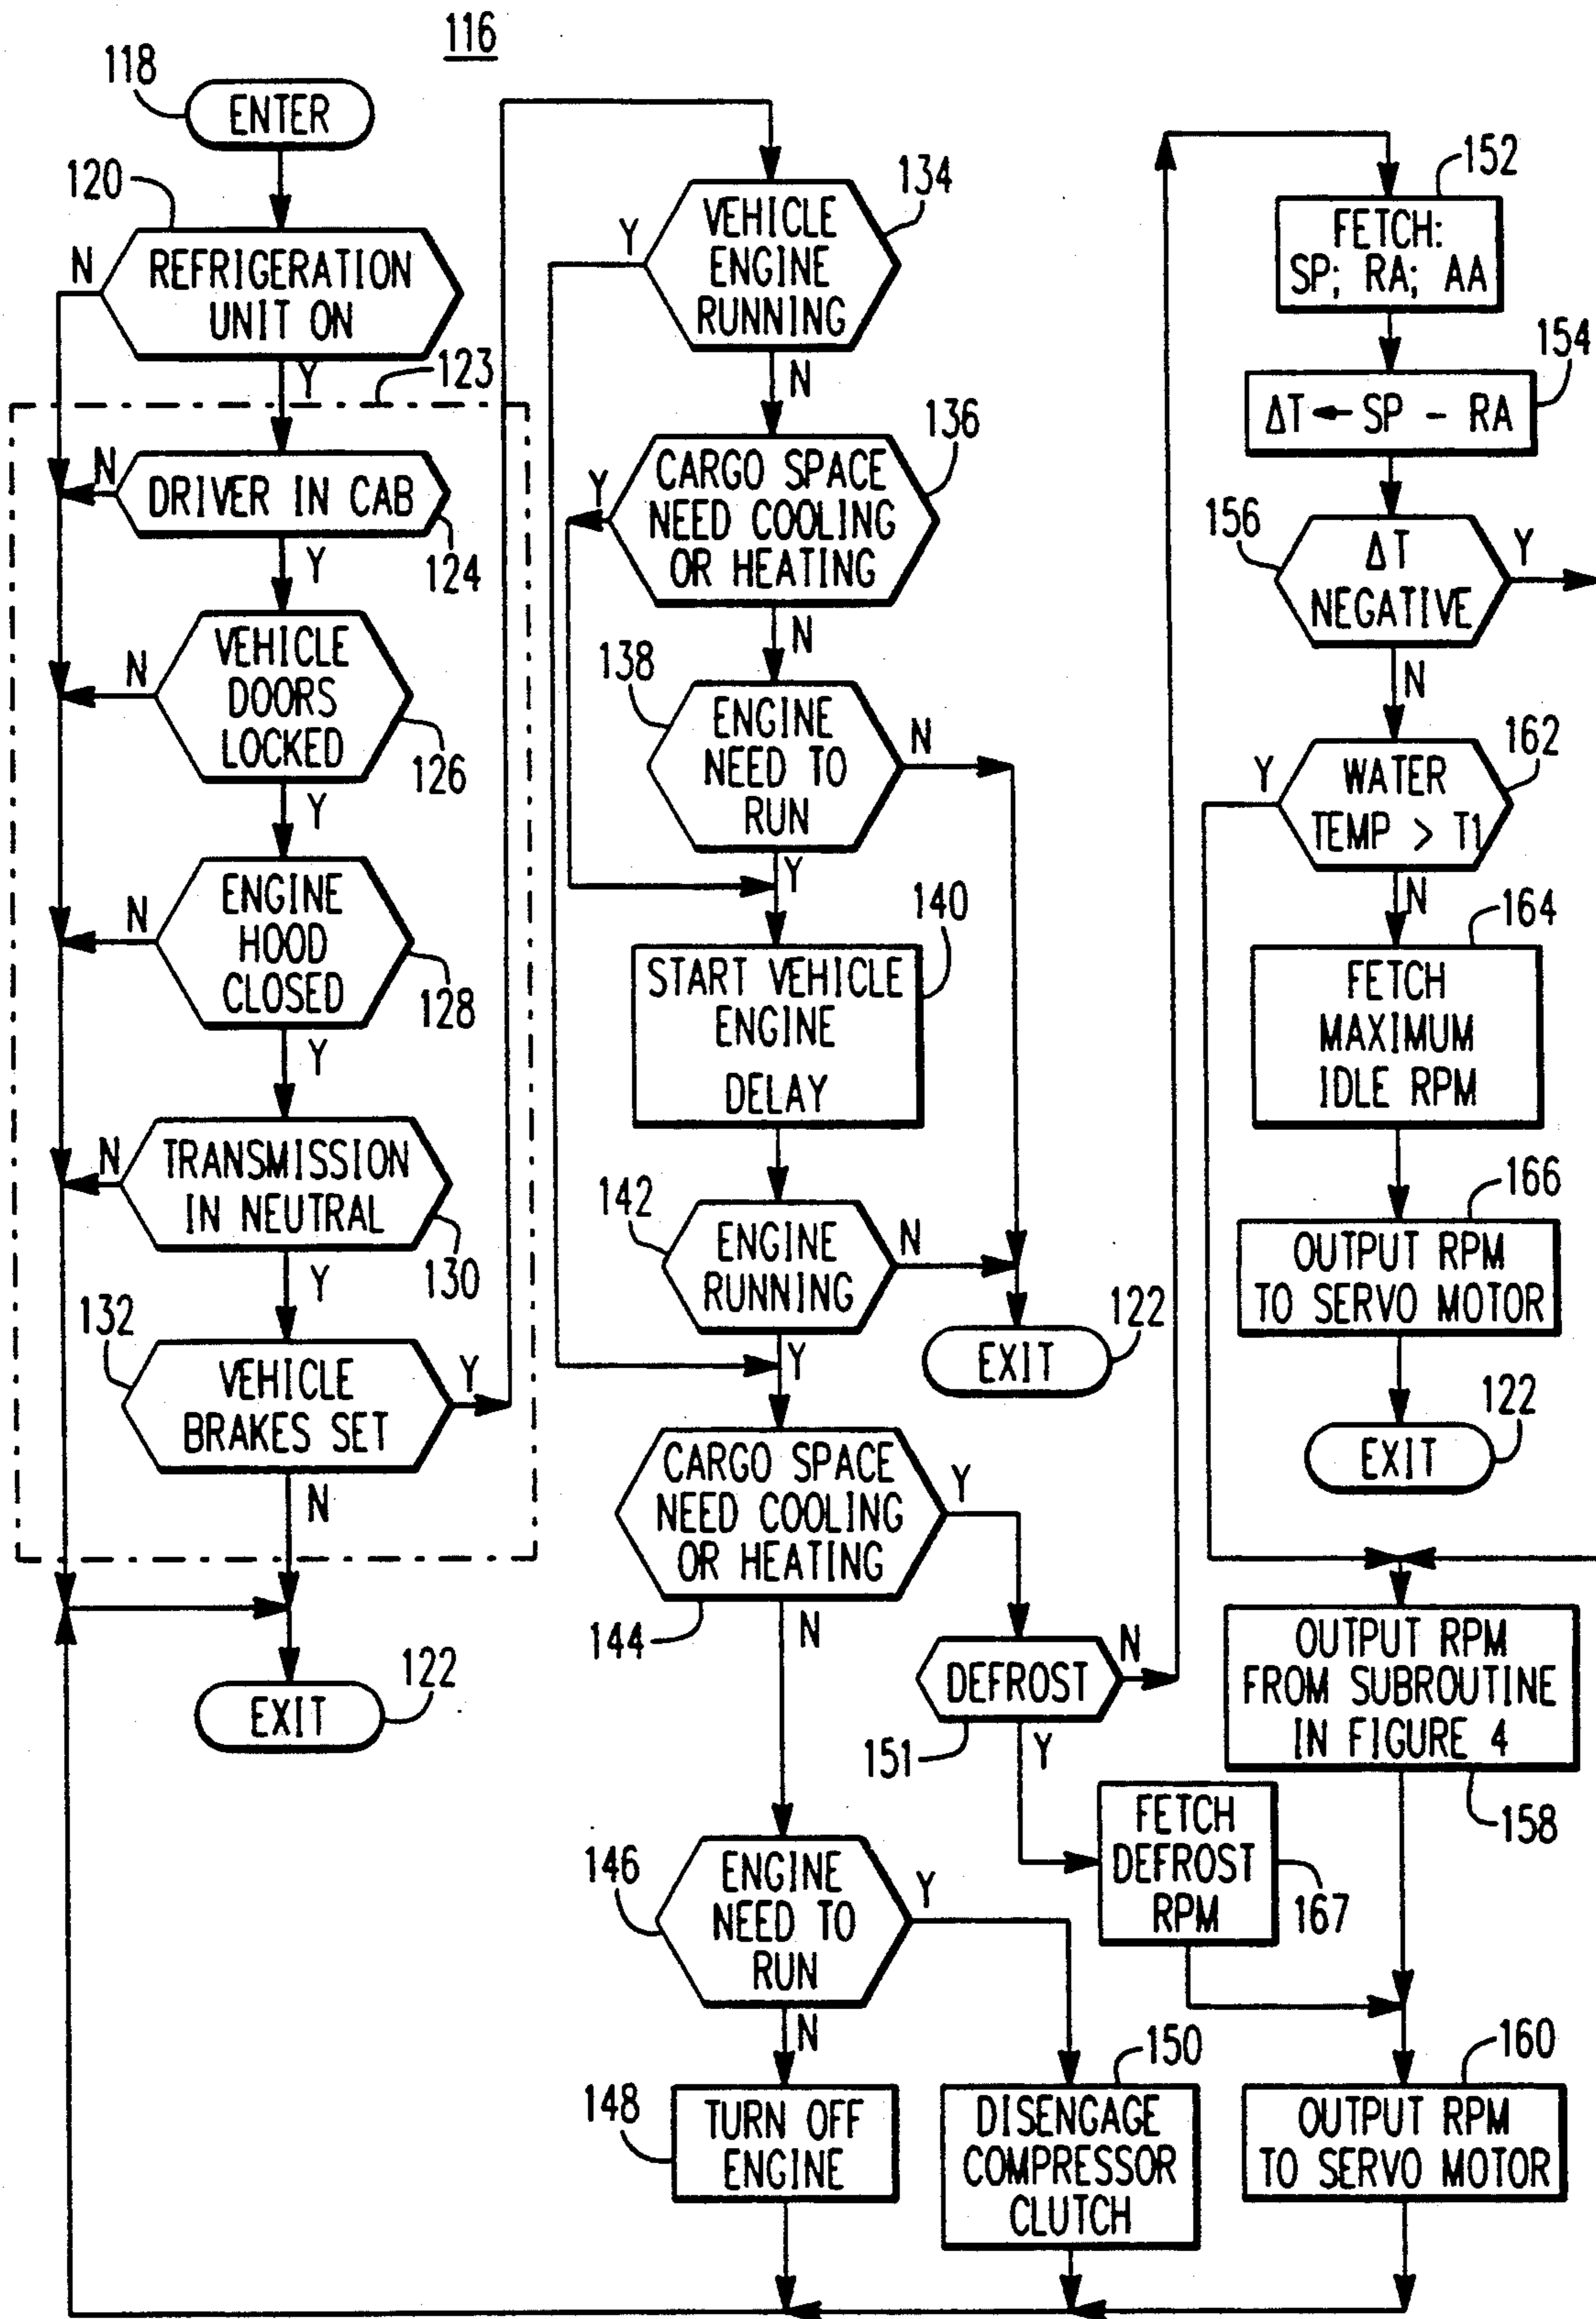 116
118
ENTER
120
REFRIGERATION
UNIT ON
N
Y
123
N
DRIVER IN CAB
124
Y
N
VEHICLE
DOORS
LOCKED
126
Y
N
ENGINE
HOOD
CLOSED
128
Y
N
TRANSMISSION
IN NEUTRAL
130
Y
132
VEHICLE
BRAKES SET
Y
N
EXIT
122
VEHICLE
ENGINE
RUNNING
134
Y
N
CARGO SPACE
NEED COOLING
OR HEATING
136
Y
N
138
ENGINE
NEED TO
RUN
N
Y
140
START VEHICLE
ENGINE
DELAY
142
ENGINE
RUNNING
N
Y
122
EXIT
CARGO SPACE
NEED COOLING
OR HEATING
Y
144
N
DEFROST
N
151
Y
146
ENGINE
NEED TO
RUN
Y
N
FETCH
DEFROST
RPM
167
148
TURN OFF
ENGINE
150
DISENGAGE
COMPRESSOR
CLUTCH
152
FETCH:
SP; RA; AA
154
ΔT ← SP - RA
156
ΔT
NEGATIVE
Y
N
162
Y
WATER
TEMP > T1
N
164
FETCH
MAXIMUM
IDLE RPM
166
OUTPUT RPM
TO SERVO MOTOR
122
EXIT
OUTPUT RPM
FROM SUBROUTINE
IN FIGURE 4
158
160
OUTPUT RPM
TO SERVO MOTOR